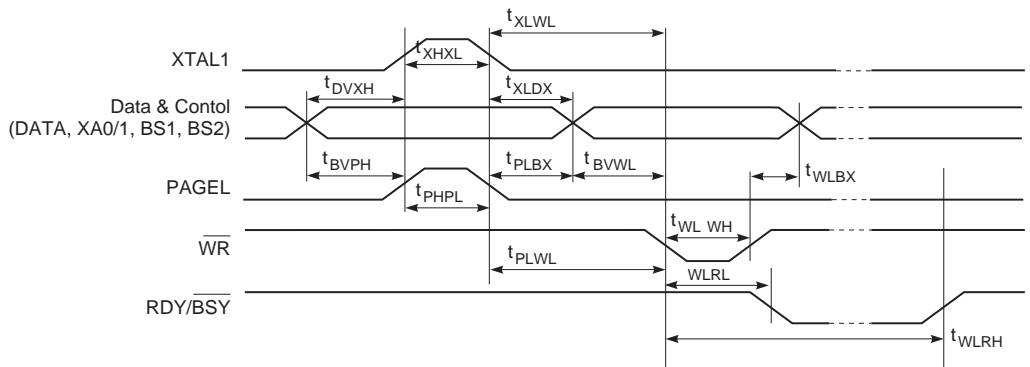 tXLWL
XTAL1
tXHXL
tDVXH
tXLDX
Data & Contol
(DATA, XA0/1, BS1, BS2)
tBVPH
tPLBX
tBVWL
tWLBX
PAGEL
tPHPL
tWL WH
WR
tPLWL
WLRL
RDY/BSY
tWLRH